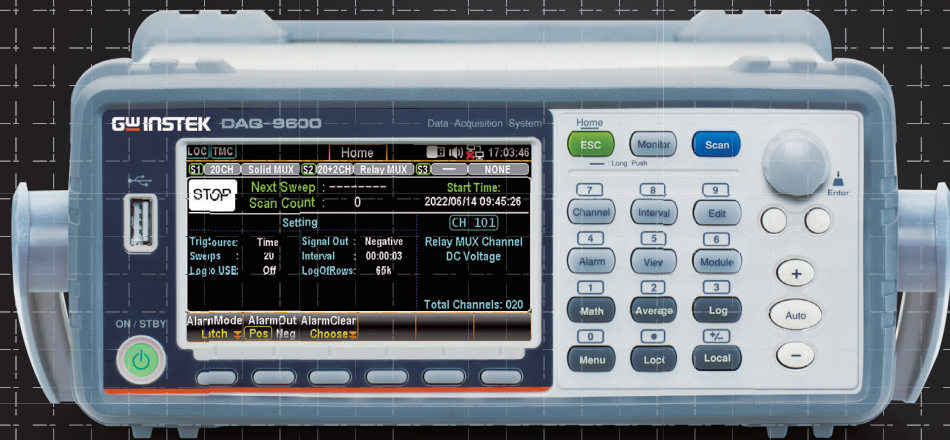 GWINSTEK DAQ-9600 Data Acquisition System
LOC TMC Home 17:03:46
S1 20CH Solid MUX S2 20+2CH Relay MUX S3 — NONE
STOP
Next Sweep : --------
Scan Count : 0
Start Time:
2022/06/14 09:45:26
Setting
TrigSource: Time Signal Out : Negative
Sweeps : 20 Interval : 00:00:03
Log to USB: Off LogOfRows: 65k
CH 101
Relay MUX Channel
DC Voltage
Total Channels: 020
AlarmMode AlarmOut AlarmClear
Latch Pos Neg Choose
ON / STBY
Home
ESC Monitor Scan
: Long Push
Enter
7 8 9
Channel Interval Edit
4 5 6
Alarm View Module
1 2 3
Math Average Log
0 • +/−
Menu Lock Local
+
Auto
−